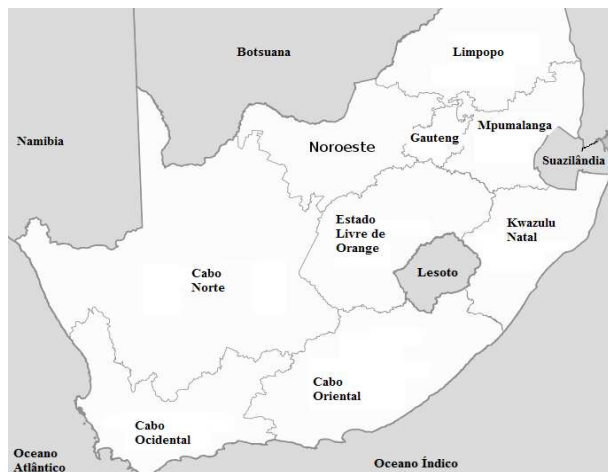 Botsuana
Limpopo
Namibia
Noroeste
Gauteng
Mpumalanga
Suazilândia
Estado
Livre de
Orange
Kwazulu
Natal
Cabo
Norte
Lesoto
Cabo
Oriental
Cabo
Ocidental
Oceano
Atlântico
Oceano Índico